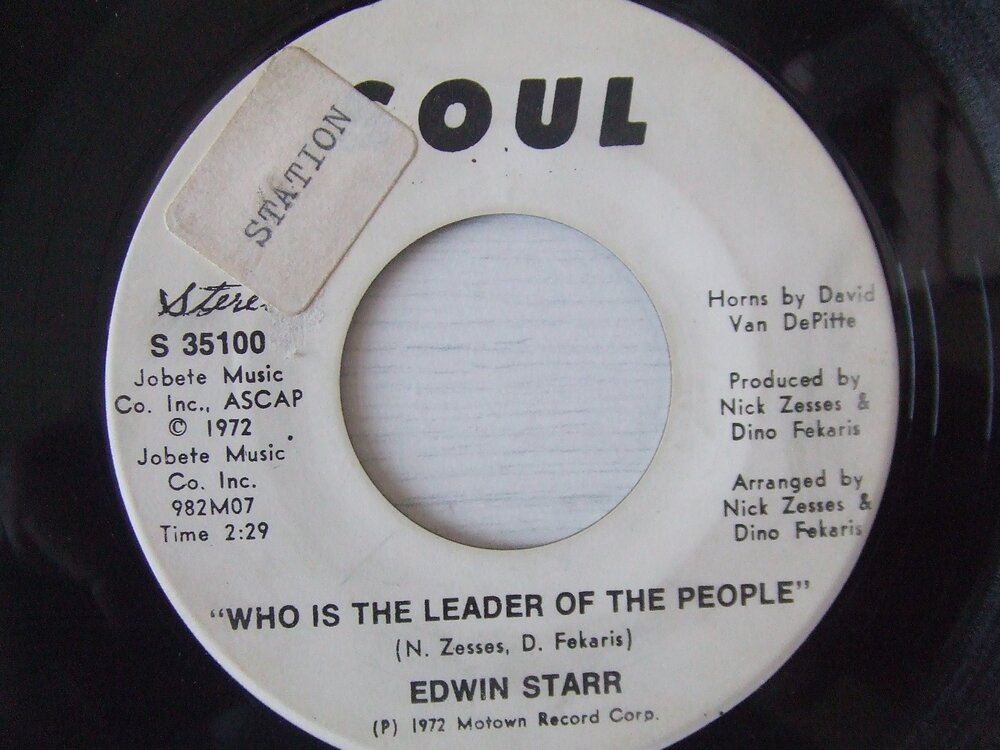 SOUL
STATION
Stereo
S 35100
Jobete Music
Co. Inc., ASCAP
© 1972
Jobete Music
Co. Inc.
982M07
Time 2:29
Horns by David
Van DePitte
Produced by
Nick Zesses &
Dino Fekaris
Arranged by
Nick Zesses &
Dino Fekaris
"WHO IS THE LEADER OF THE PEOPLE"
(N. Zesses, D. Fekaris)
EDWIN STARR
(P) 1972 Motown Record Corp.